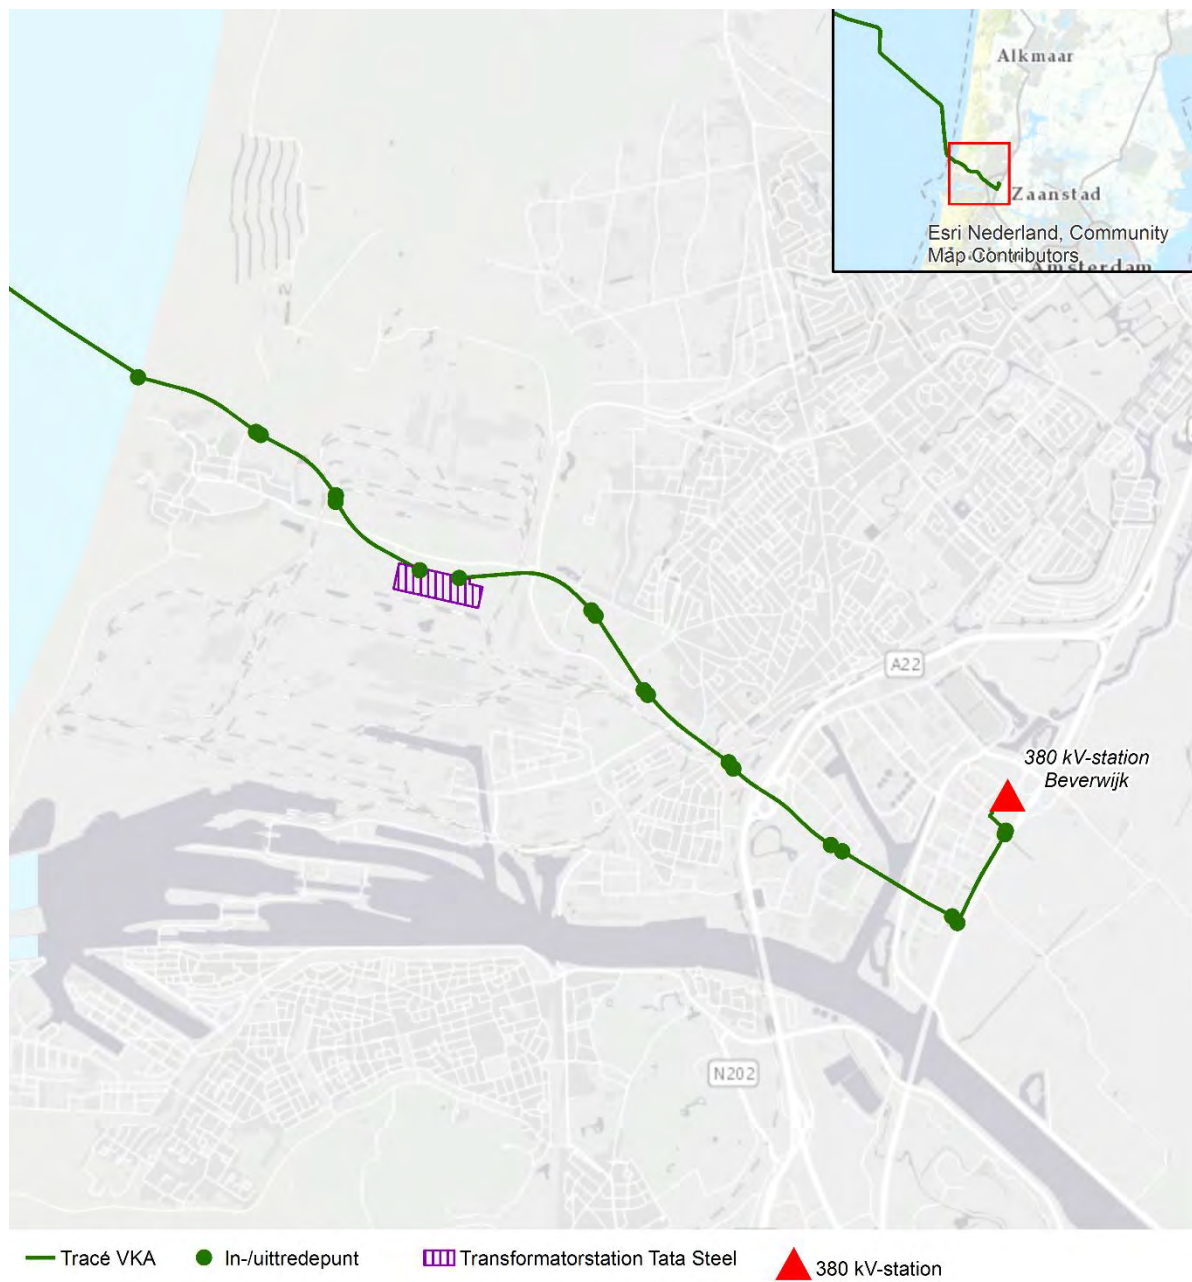 Alkmaar
Zaanstad
Esri Nederland, Community
Map Contributors
Amsterdam
A22
380 kV-station
Beverwijk
N202
Tracé VKA
In-/uittredepunt
Transformatorstation Tata Steel
380 kV-station